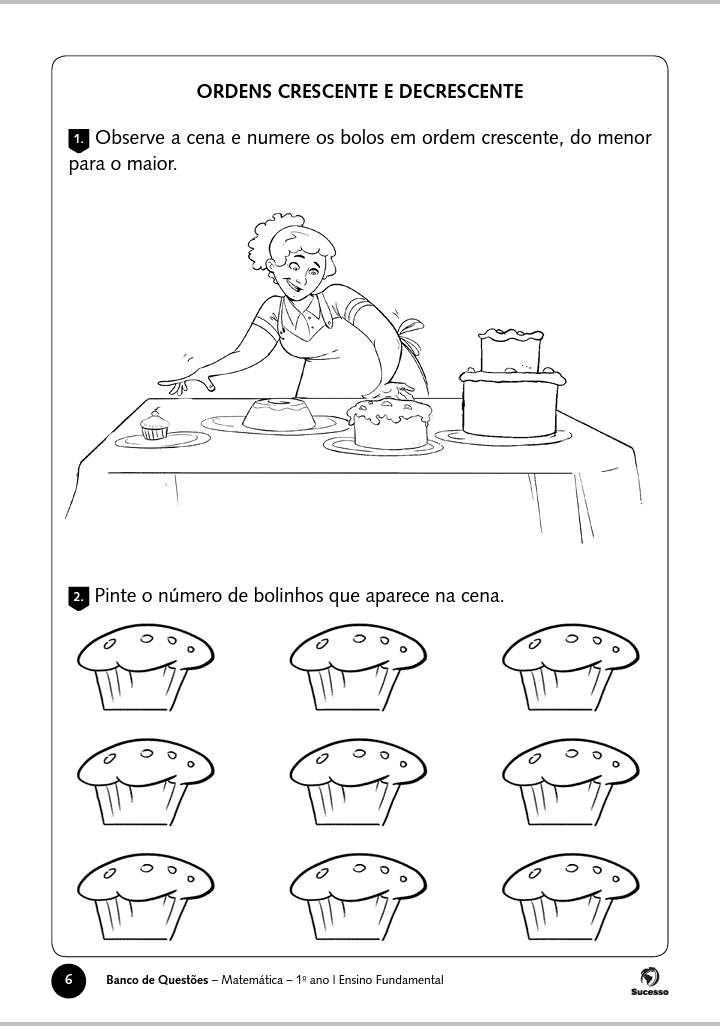 ORDENS CRESCENTE E DECRESCENTE
1. Observe a cena e numere os bolos em ordem crescente, do menor
para o maior.
2. Pinte o número de bolinhos que aparece na cena.
6 Banco de Questões – Matemática – 1º ano | Ensino Fundamental
Sucesso